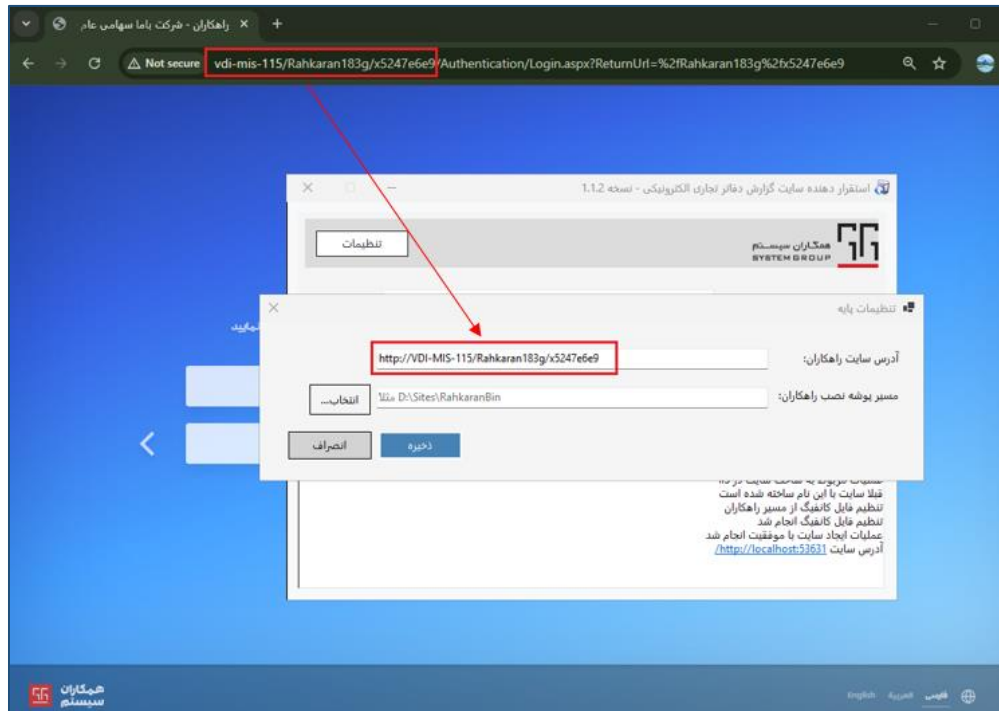 راهکاران - شرکت باما سهامی عام
Not secure
vdi-mis-115/Rahkaran183g/x5247e6e9/Authentication/Login.aspx?ReturnUrl=%2fRahkaran183g%2fx5247e6e9
استقرار دهنده سایت گزارش دفاتر تجاری الکترونیکی - نسخه 1.1.2
همکاران سیستم
SYSTEM GROUP
تنظیمات
تنظیمات پایه
آدرس سایت راهکاران:
http://VDI-MIS-115/Rahkaran183g/x5247e6e9
مسیر پوشه نصب راهکاران:
مثلا D:\Sites\RahkaranBin
انتخاب...
ذخیره
انصراف
قبلا سایت با این نام ساخته شده است
تنظیم فایل کانفیگ از مسیر راهکاران
تنظیم فایل کانفیگ انجام شد
عملیات ایجاد سایت با موفقیت انجام شد
آدرس سایت http://localhost:53631/
همکاران
سیستم
فارسی العربية English